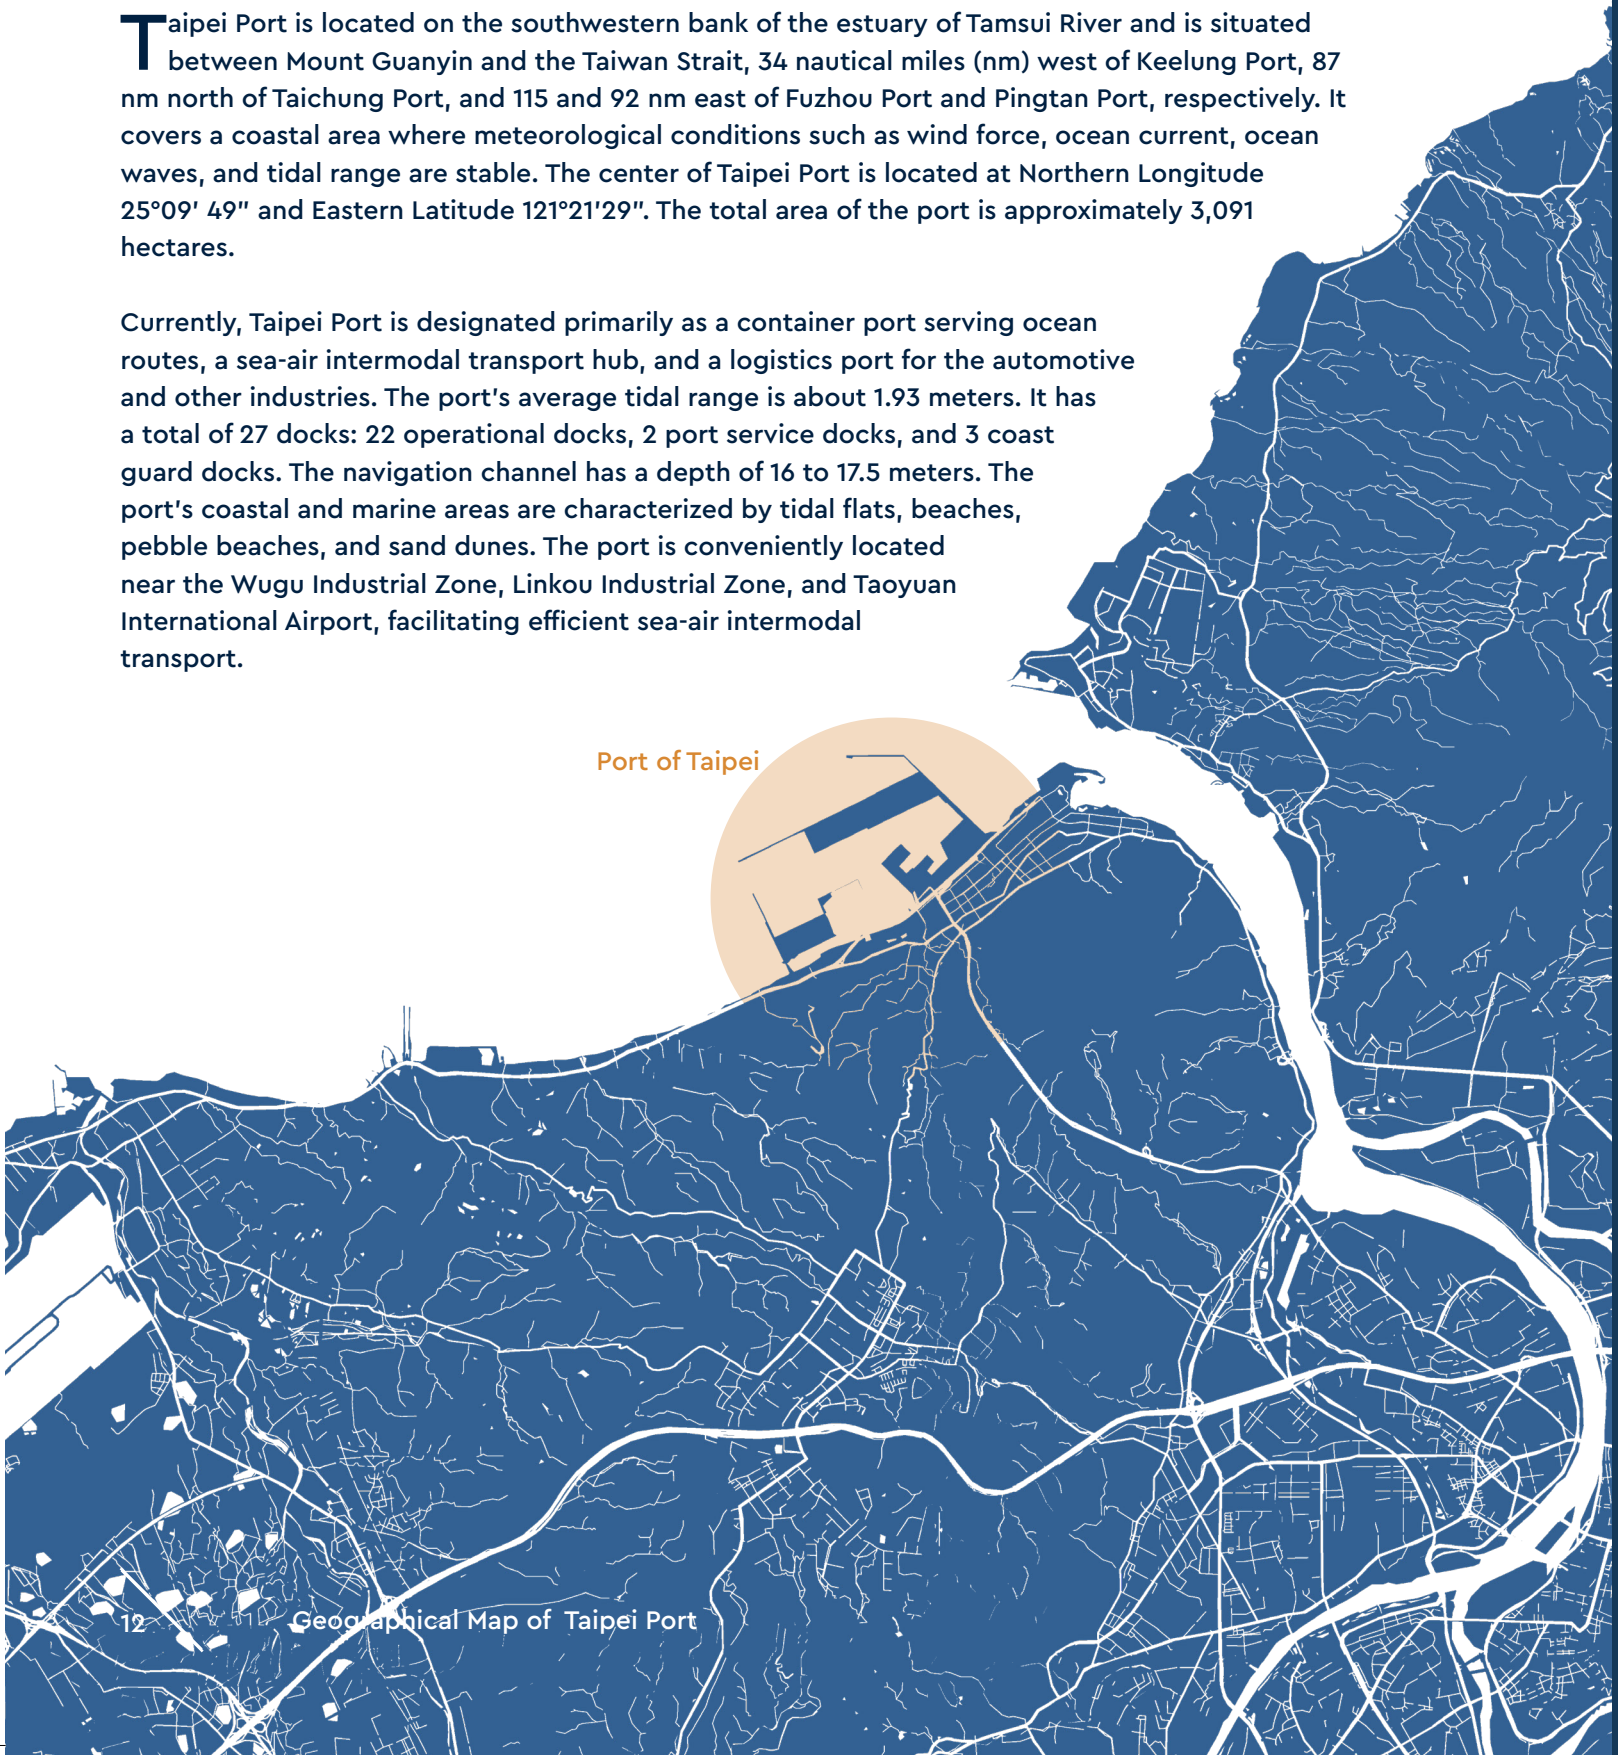 Taipei Port is located on the southwestern bank of the estuary of Tamsui River and is situated
between Mount Guanyin and the Taiwan Strait, 34 nautical miles (nm) west of Keelung Port, 87
nm north of Taichung Port, and 115 and 92 nm east of Fuzhou Port and Pingtan Port, respectively. It
covers a coastal area where meteorological conditions such as wind force, ocean current, ocean
waves, and tidal range are stable. The center of Taipei Port is located at Northern Longitude
25°09’ 49” and Eastern Latitude 121°21’29”. The total area of the port is approximately 3,091
hectares.
Currently, Taipei Port is designated primarily as a container port serving ocean
routes, a sea-air intermodal transport hub, and a logistics port for the automotive
and other industries. The port’s average tidal range is about 1.93 meters. It has
a total of 27 docks: 22 operational docks, 2 port service docks, and 3 coast
guard docks. The navigation channel has a depth of 16 to 17.5 meters. The
port’s coastal and marine areas are characterized by tidal flats, beaches,
pebble beaches, and sand dunes. The port is conveniently located
near the Wugu Industrial Zone, Linkou Industrial Zone, and Taoyuan
International Airport, facilitating efficient sea-air intermodal
transport.
Port of Taipei
12
Geographical Map of Taipei Port